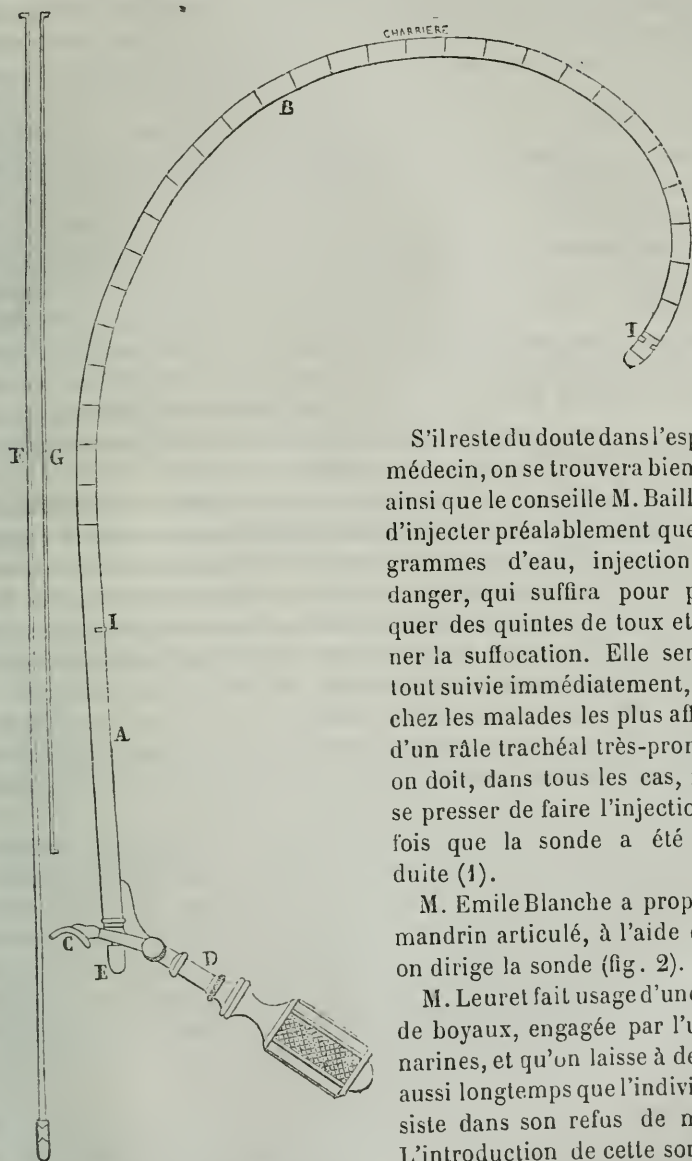 CHARRIERE
B
I
F G
I
A
C
D
E
S'il reste du doute dans l'esp
médecin, on se trouvera bien
ainsi que le conseille M. Baill
d'injecter préalablement que
grammes d'eau, injection
danger, qui suffira pour p
quer des quintes de toux et
ner la suffocation. Elle ser
tout suivie immédiatement,
chez les malades les plus aff
d'un râle trachéal très-pron
on doit, dans tous les cas,
se presser de faire l'injectio
fois que la sonde a été
duite (1).
M. Emile Blanche a prop
mandrin articulé, à l'aide
on dirige la sonde (fig. 2).
M. Leuret fait usage d'une
de boyaux, engagée par l'u
narines, et qu'on laisse à de
aussi longtemps que l'indivi
siste dans son refus de m
L'introduction de cette son